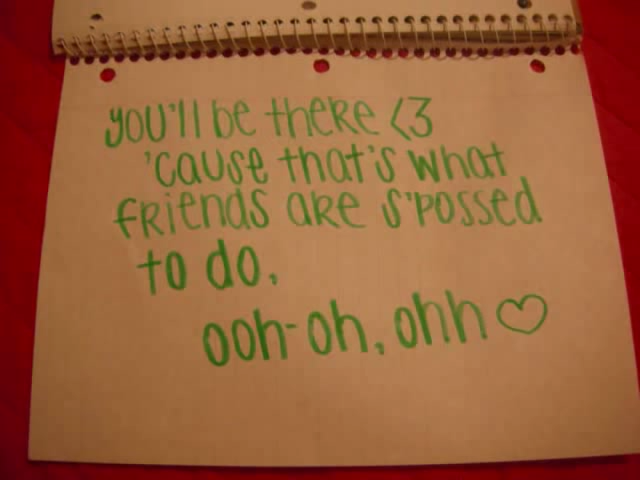 you'll be there <3
'cause that's what
friends are s'possed
to do,
ooh-oh, ohh ♡